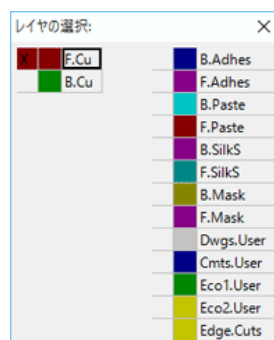 レイヤの選択:
X F.Cu
B.Cu
B.Adhes
F.Adhes
B.Paste
F.Paste
B.SilkS
F.SilkS
B.Mask
F.Mask
Dwgs.User
Cmts.User
Eco1.User
Eco2.User
Edge.Cuts